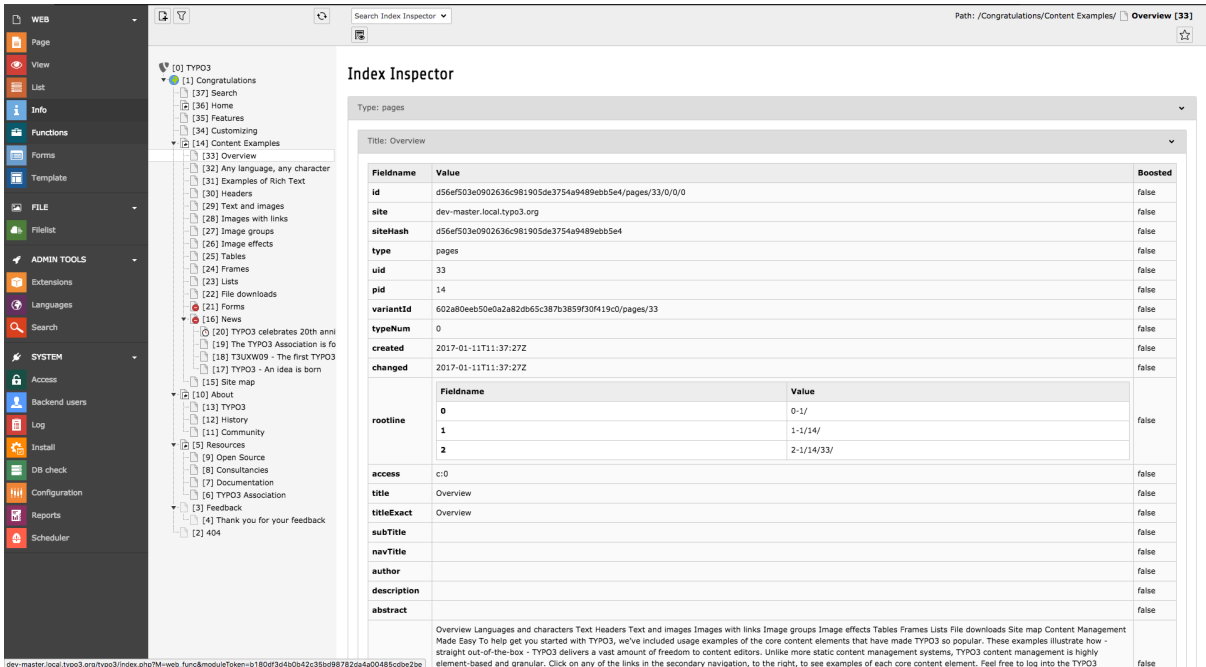 WEB
Page
View
List
Info
Functions
Forms
Template
FILE
Filelist
ADMIN TOOLS
Extensions
Languages
Search
SYSTEM
Access
Backend users
Log
Install
DB check
Configuration
Reports
Scheduler
[0] TYPO3
[1] Congratulations
[37] Search
[36] Home
[35] Features
[34] Customizing
[14] Content Examples
[33] Overview
[32] Any language, any character
[31] Examples of Rich Text
[30] Headers
[29] Text and images
[28] Images with links
[27] Image groups
[26] Image effects
[25] Tables
[24] Frames
[23] Lists
[22] File downloads
[21] Forms
[16] News
[20] TYPO3 celebrates 20th anni
[19] The TYPO3 Association is fo
[18] T3UXW09 - The first TYPO3
[17] TYPO3 - An idea is born
[15] Site map
[10] About
[13] TYPO3
[12] History
[11] Community
[5] Resources
[9] Open Source
[8] Consultancies
[7] Documentation
[6] TYPO3 Association
[3] Feedback
[4] Thank you for your feedback
[2] 404
Search Index Inspector
Path: /Congratulations/Content Examples/ Overview [33]
Index Inspector
Type: pages
Title: Overview
Fieldname Value Boosted
id d56ef503e0902636c981905de3754a9489ebb5e4/pages/33/0/0/0 false
site dev-master.local.typo3.org false
siteHash d56ef503e0902636c981905de3754a9489ebb5e4 false
type pages false
uid 33 false
pid 14 false
variantId 602a80eeb50e0a2a82db65c387b3859f30f419c0/pages/33 false
typeNum 0 false
created 2017-01-11T11:37:27Z false
changed 2017-01-11T11:37:27Z false
Fieldname Value
0 0-1/
rootline false
1 1-1/14/
2 2-1/14/33/
access c:0 false
title Overview false
titleExact Overview false
subTitle false
navTitle false
author false
description false
abstract false
Overview Languages and characters Text Headers Text and images Images with links Image groups Image effects Tables Frames Lists File downloads Site map Content Management
Made Easy To help get you started with TYPO3, we've included usage examples of the core content elements that have made TYPO3 so popular. These examples illustrate how -
straight out-of-the-box - TYPO3 delivers a vast amount of freedom to content editors. Unlike more static content management systems, TYPO3 content management is highly
element-based and granular. Click on any of the links in the secondary navigation, to the right, to see examples of each content element. Feel free to log into the TYPO3 false
dev-master.local.typo3.org/typo3/index.php?M=web_func&moduleToken=b180df3d4b0b42c35bd98782da4a00485cdbe2be